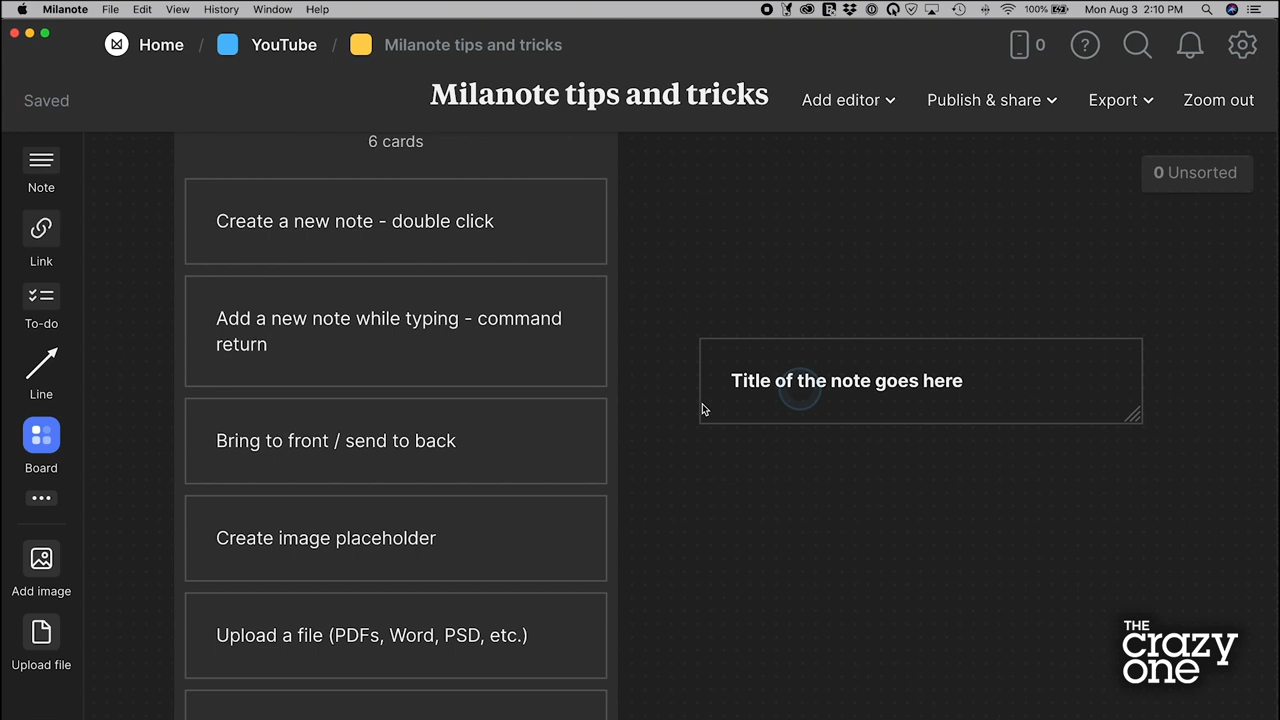 Milanote File Edit View History Window Help 100% Mon Aug 3 2:10 PM
Home / YouTube / Milanote tips and tricks 0 ?
Saved Milanote tips and tricks Add editor Publish & share Export Zoom out
6 cards
0 Unsorted
Note
Link
To-do
Line
Board
Add image
Upload file
Create a new note - double click
Add a new note while typing - command
return
Bring to front / send to back
Create image placeholder
Upload a file (PDFs, Word, PSD, etc.)
Title of the note goes here
THE
crazy
one